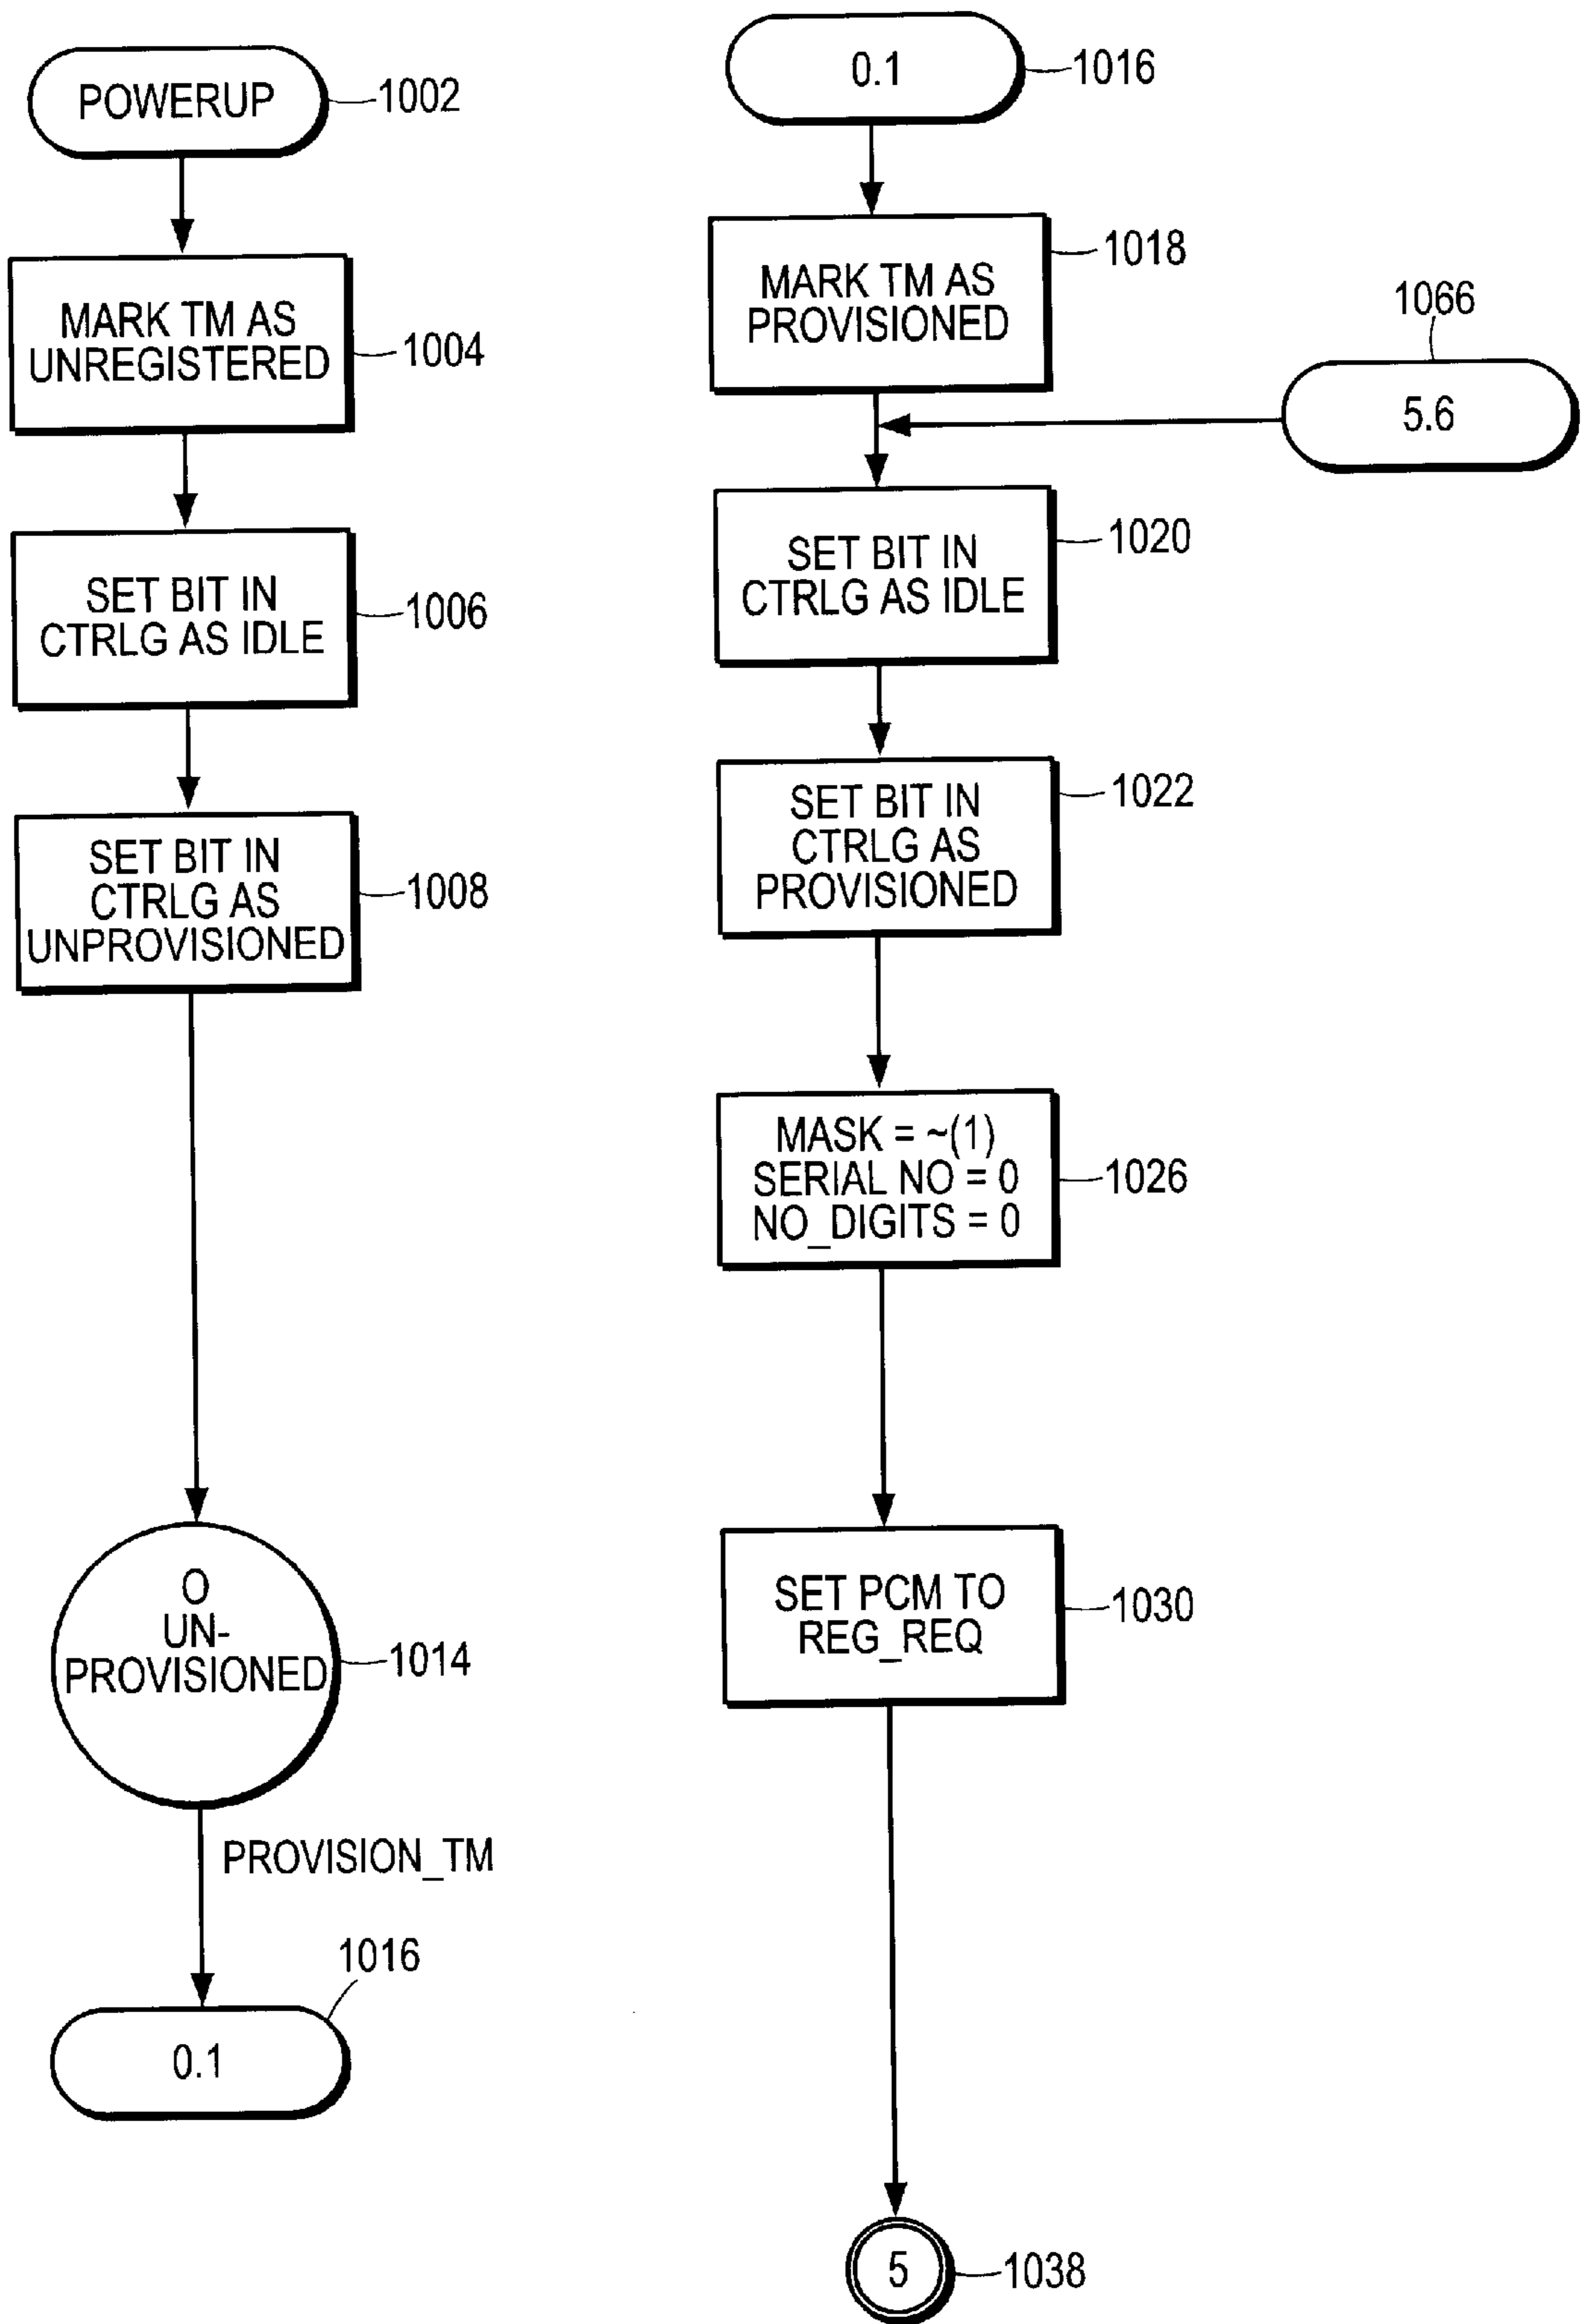 POWERUP
1002
MARK TM AS
UNREGISTERED
1004
SET BIT IN
CTRLG AS IDLE
1006
SET BIT IN
CTRLG AS
UNPROVISIONED
1008
O
UN-
PROVISIONED
1014
PROVISION_TM
1016
0.1
0.1
1016
MARK TM AS
PROVISIONED
1018
1066
5.6
SET BIT IN
CTRLG AS IDLE
1020
SET BIT IN
CTRLG AS
PROVISIONED
1022
MASK = ~(1)
SERIAL NO = 0
NO_DIGITS = 0
1026
SET PCM TO
REG_REQ
1030
5
1038